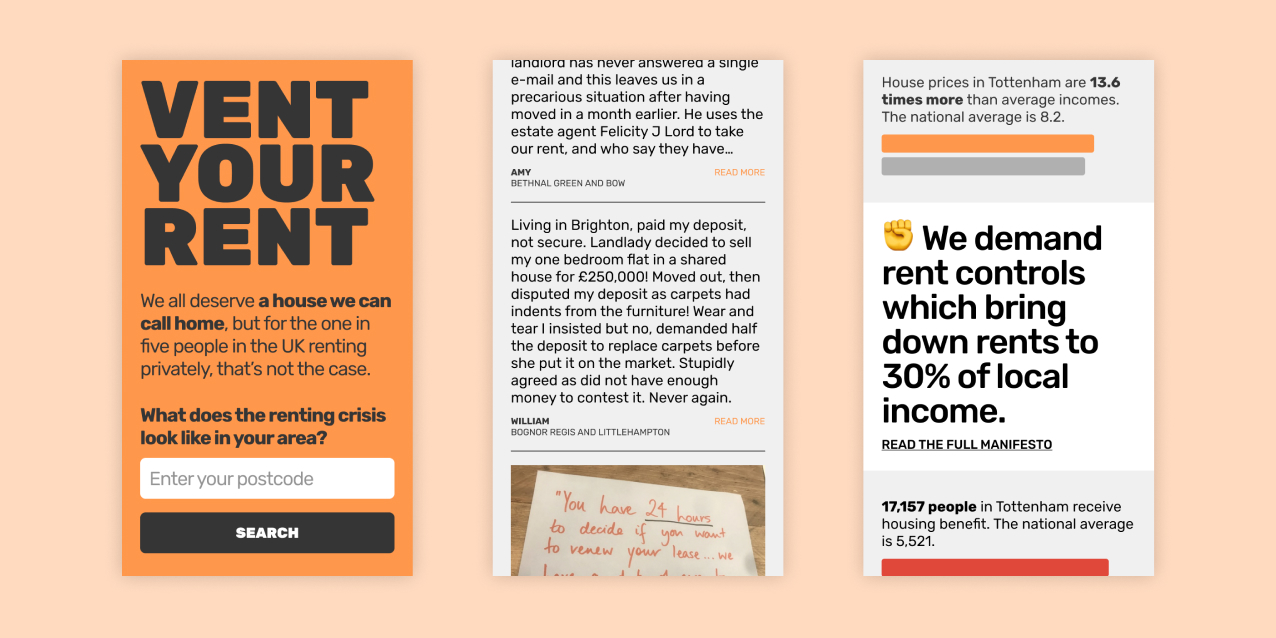 VENT
YOUR
RENT
We all deserve a house we can
call home, but for the one in
five people in the UK renting
privately, that's not the case.
What does the renting crisis
look like in your area?
Enter your postcode
SEARCH
landlord has never answered a single
e-mail and this leaves us in a
precarious situation after having
moved in a month earlier. He uses the
estate agent Felicity J Lord to take
our rent, and who say they have…
AMY
READ MORE
BETHNAL GREEN AND BOW
Living in Brighton, paid my deposit,
not secure. Landlady decided to sell
my one bedroom flat in a shared
house for £250,000! Moved out, then
disputed my deposit as carpets had
indents from the furniture! Wear and
tear I insisted but no, demanded half
the deposit to replace carpets before
she put it on the market. Stupidly
agreed as did not have enough
money to contest it. Never again.
WILLIAM
READ MORE
BOGNOR REGIS AND LITTLEHAMPTON
"You have 24 hours
to decide if you want
to renew your lease... we
House prices in Tottenham are 13.6
times more than average incomes.
The national average is 8.2.
✊ We demand
rent controls
which bring
down rents to
30% of local
income.
READ THE FULL MANIFESTO
17,157 people in Tottenham receive
housing benefit. The national average
is 5,521.